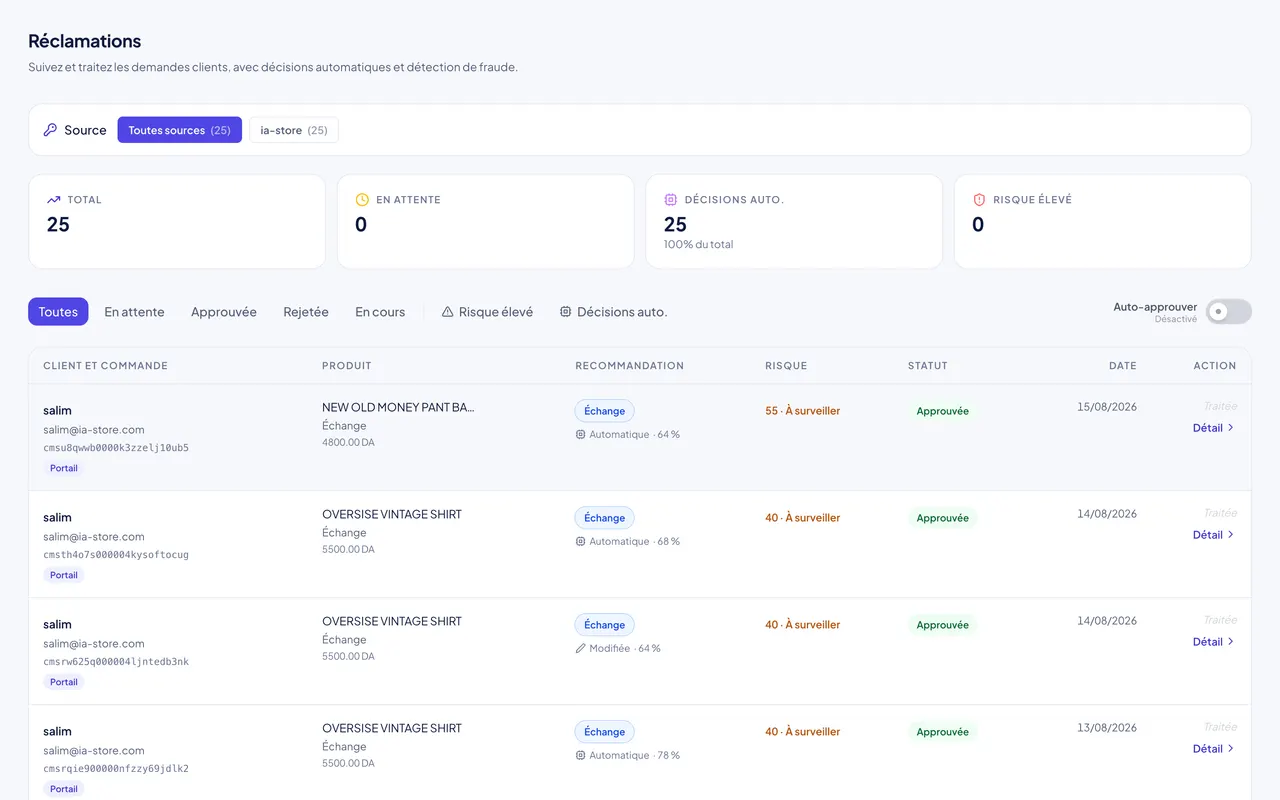 Réclamations
Suivez et traitez les demandes clients, avec décisions automatiques et détection de fraude.
Source
Toutes sources (25)
ia-store (25)
TOTAL
25
EN ATTENTE
0
DÉCISIONS AUTO.
25
100% du total
RISQUE ÉLEVÉ
0
Toutes
En attente
Approuvée
Rejetée
En cours
Risque élevé
Décisions auto.
Auto-approuver
Désactivé
CLIENT ET COMMANDE PRODUIT RECOMMANDATION RISQUE STATUT DATE ACTION
salim
salim@ia-store.com
cmsu8qwwb0000k3zzelj10ub5
Portail
NEW OLD MONEY PANT BA...
Échange
4800.00 DA
Échange
Automatique · 64 %
55 · À surveiller
Approuvée
15/08/2026
Traitée
Détail
salim
salim@ia-store.com
cmsth4o7s000004kysoftocug
Portail
OVERSISE VINTAGE SHIRT
Échange
5500.00 DA
Échange
Automatique · 68 %
40 · À surveiller
Approuvée
14/08/2026
Traitée
Détail
salim
salim@ia-store.com
cmsrw625q000004ljntedb3nk
Portail
OVERSISE VINTAGE SHIRT
Échange
5500.00 DA
Échange
Modifiée · 64 %
40 · À surveiller
Approuvée
14/08/2026
Traitée
Détail
salim
salim@ia-store.com
cmsrqie900000nfzzy69jdlk2
Portail
OVERSISE VINTAGE SHIRT
Échange
5500.00 DA
Échange
Automatique · 78 %
40 · À surveiller
Approuvée
13/08/2026
Traitée
Détail